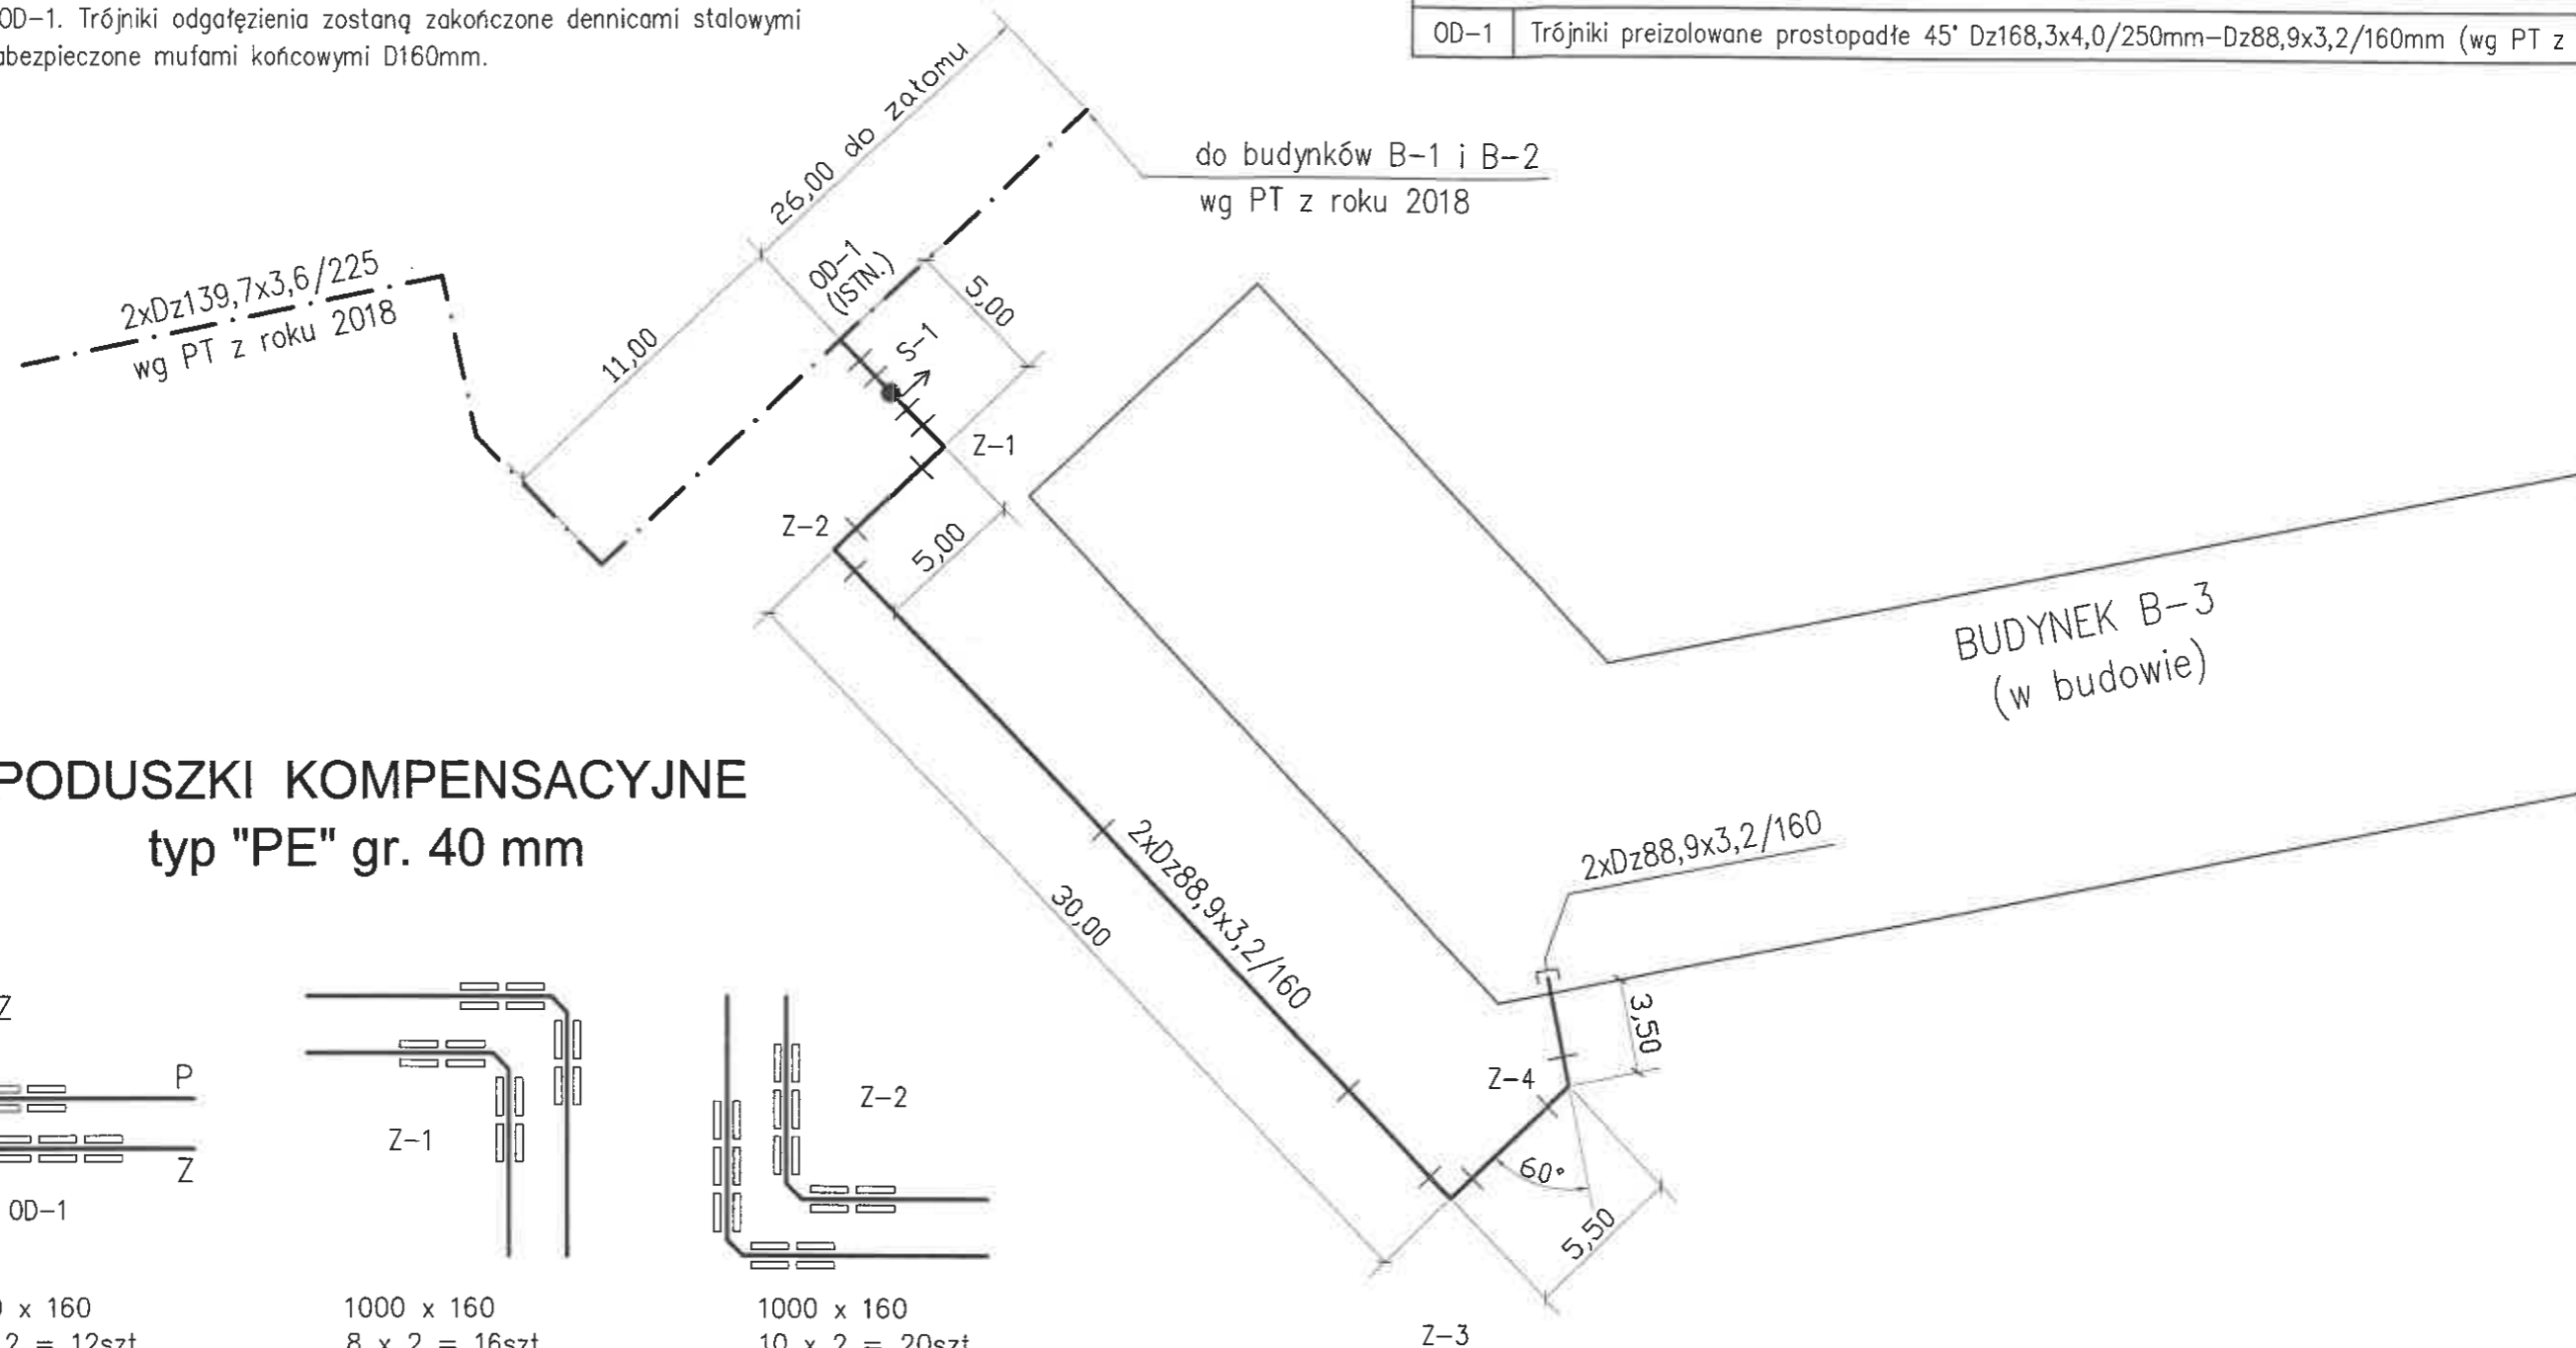 OD-1. Trójniki odgałęzienia zostaną zakończone dennicami stalowymi
mufami końcowymi D160mm.
OD-1 Trójniki preizolowane prostopadłe 45° Dz168,3x4,0/250mm-Dz88,9x3,2/160mm (wg PT z
26,00 do załomu
do budynków B-1 i B-2
wg PT z roku 2018
2xDz139,7x3,6/225
wg PT z roku 2018
OD-1
(ISTN.)
5,00
11,00
S-1
Z-1
Z-2
5,00
BUDYNEK B-3
(w budowie)
PODUSZKI KOMPENSACYJNE
typ "PE" gr. 40 mm
2xDz88,9x3,2/160
2xDz88,9x3,2/160
30,00
3,50
Z-4
60°
5,50
Z-3
Z
P
Z
OD-1
Z-1
Z-2
x 160
2 = 12szt
1000 x 160
8 x 2 = 16szt
1000 x 160
10 x 2 = 20szt